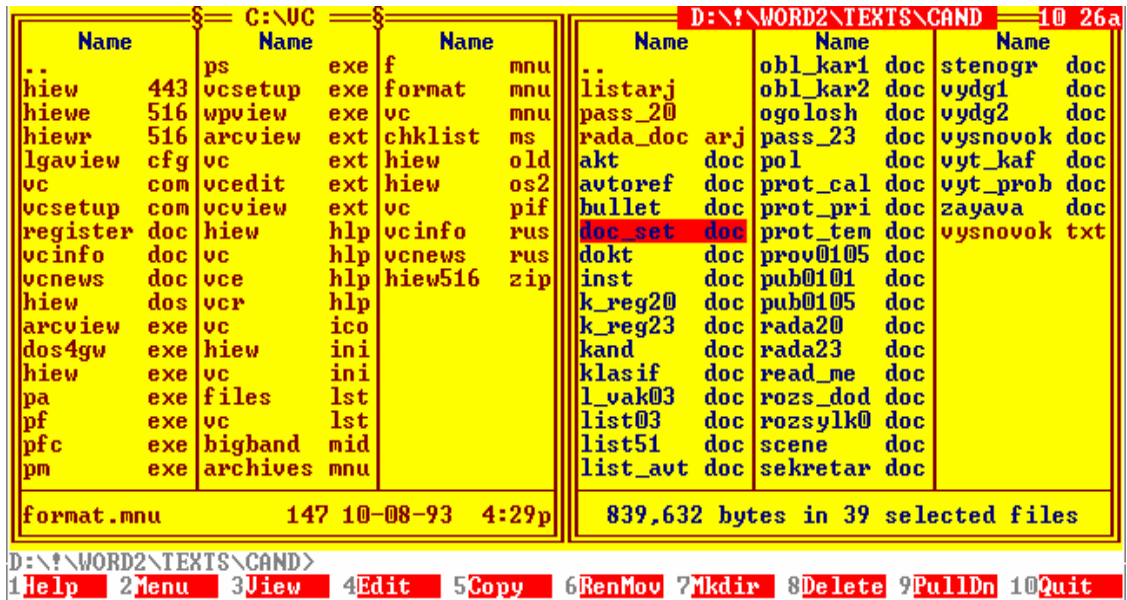 C:\VC D:\!\WORD2\TEXTS\CAND 10 26a
Name Name Name Name Name Name
.. ps exe f mnu .. obl_kar1 doc stenogr doc
hiew 443 vcsetup exe format mnu listarj obl_kar2 doc vydg1 doc
hiewe 516 wpview exe vc mnu pass_20 ogolosh doc vydg2 doc
hiewr 516 arcview ext chklist ms rada_doc arj pass_23 doc vysnovok doc
lgaview cfg vc ext hiew old akt doc pol doc vyt_kaf doc
vc com vcedit ext hiew os2 avtoref doc prot_cal doc vyt_prob doc
vcsetup com vcview ext vc pif bullet doc prot_pri doc zayava doc
register doc hiew hlp vcinfo rus doc_set doc prot_tem doc vysnovok txt
vcinfo doc vc hlp vcnews rus dokt doc prov0105 doc
vcnews doc vce hlp hiew516 zip inst doc pub0101 doc
hiew dos vcr hlp k_reg20 doc pub0105 doc
arcview exe vc ico k_reg23 doc rada20 doc
dos4gw exe hiew ini kand doc rada23 doc
hiew exe vc ini klasif doc read_me doc
pa exe files lst l_vak03 doc rozs_dod doc
pf exe vc lst list03 doc rozsylk0 doc
pfc exe bigband mid list51 doc scene doc
pm exe archives mnu list_avt doc sekretar doc
format.mnu 147 10-08-93 4:29p 839,632 bytes in 39 selected files
D:\!\WORD2\TEXTS\CAND>
1Help 2Menu 3View 4Edit 5Copy 6RenMov 7Mkdir 8Delete 9PullDn 10Quit